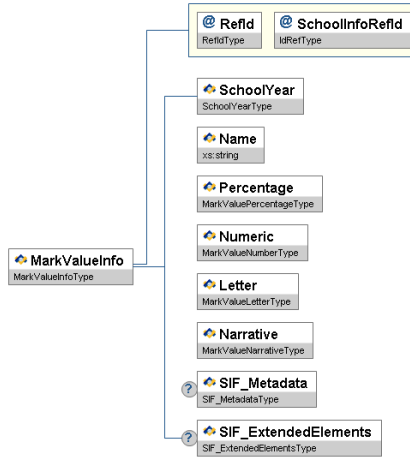 @ RefId
RefIdType
@ SchoolInfoRefId
IdRefType
SchoolYear
SchoolYearType
Name
xs:string
Percentage
MarkValuePercentageType
Numeric
MarkValueNumberType
MarkValueInfo
MarkValueInfoType
Letter
MarkValueLetterType
Narrative
MarkValueNarrativeType
? SIF_Metadata
SIF_MetadataType
? SIF_ExtendedElements
SIF_ExtendedElementsType